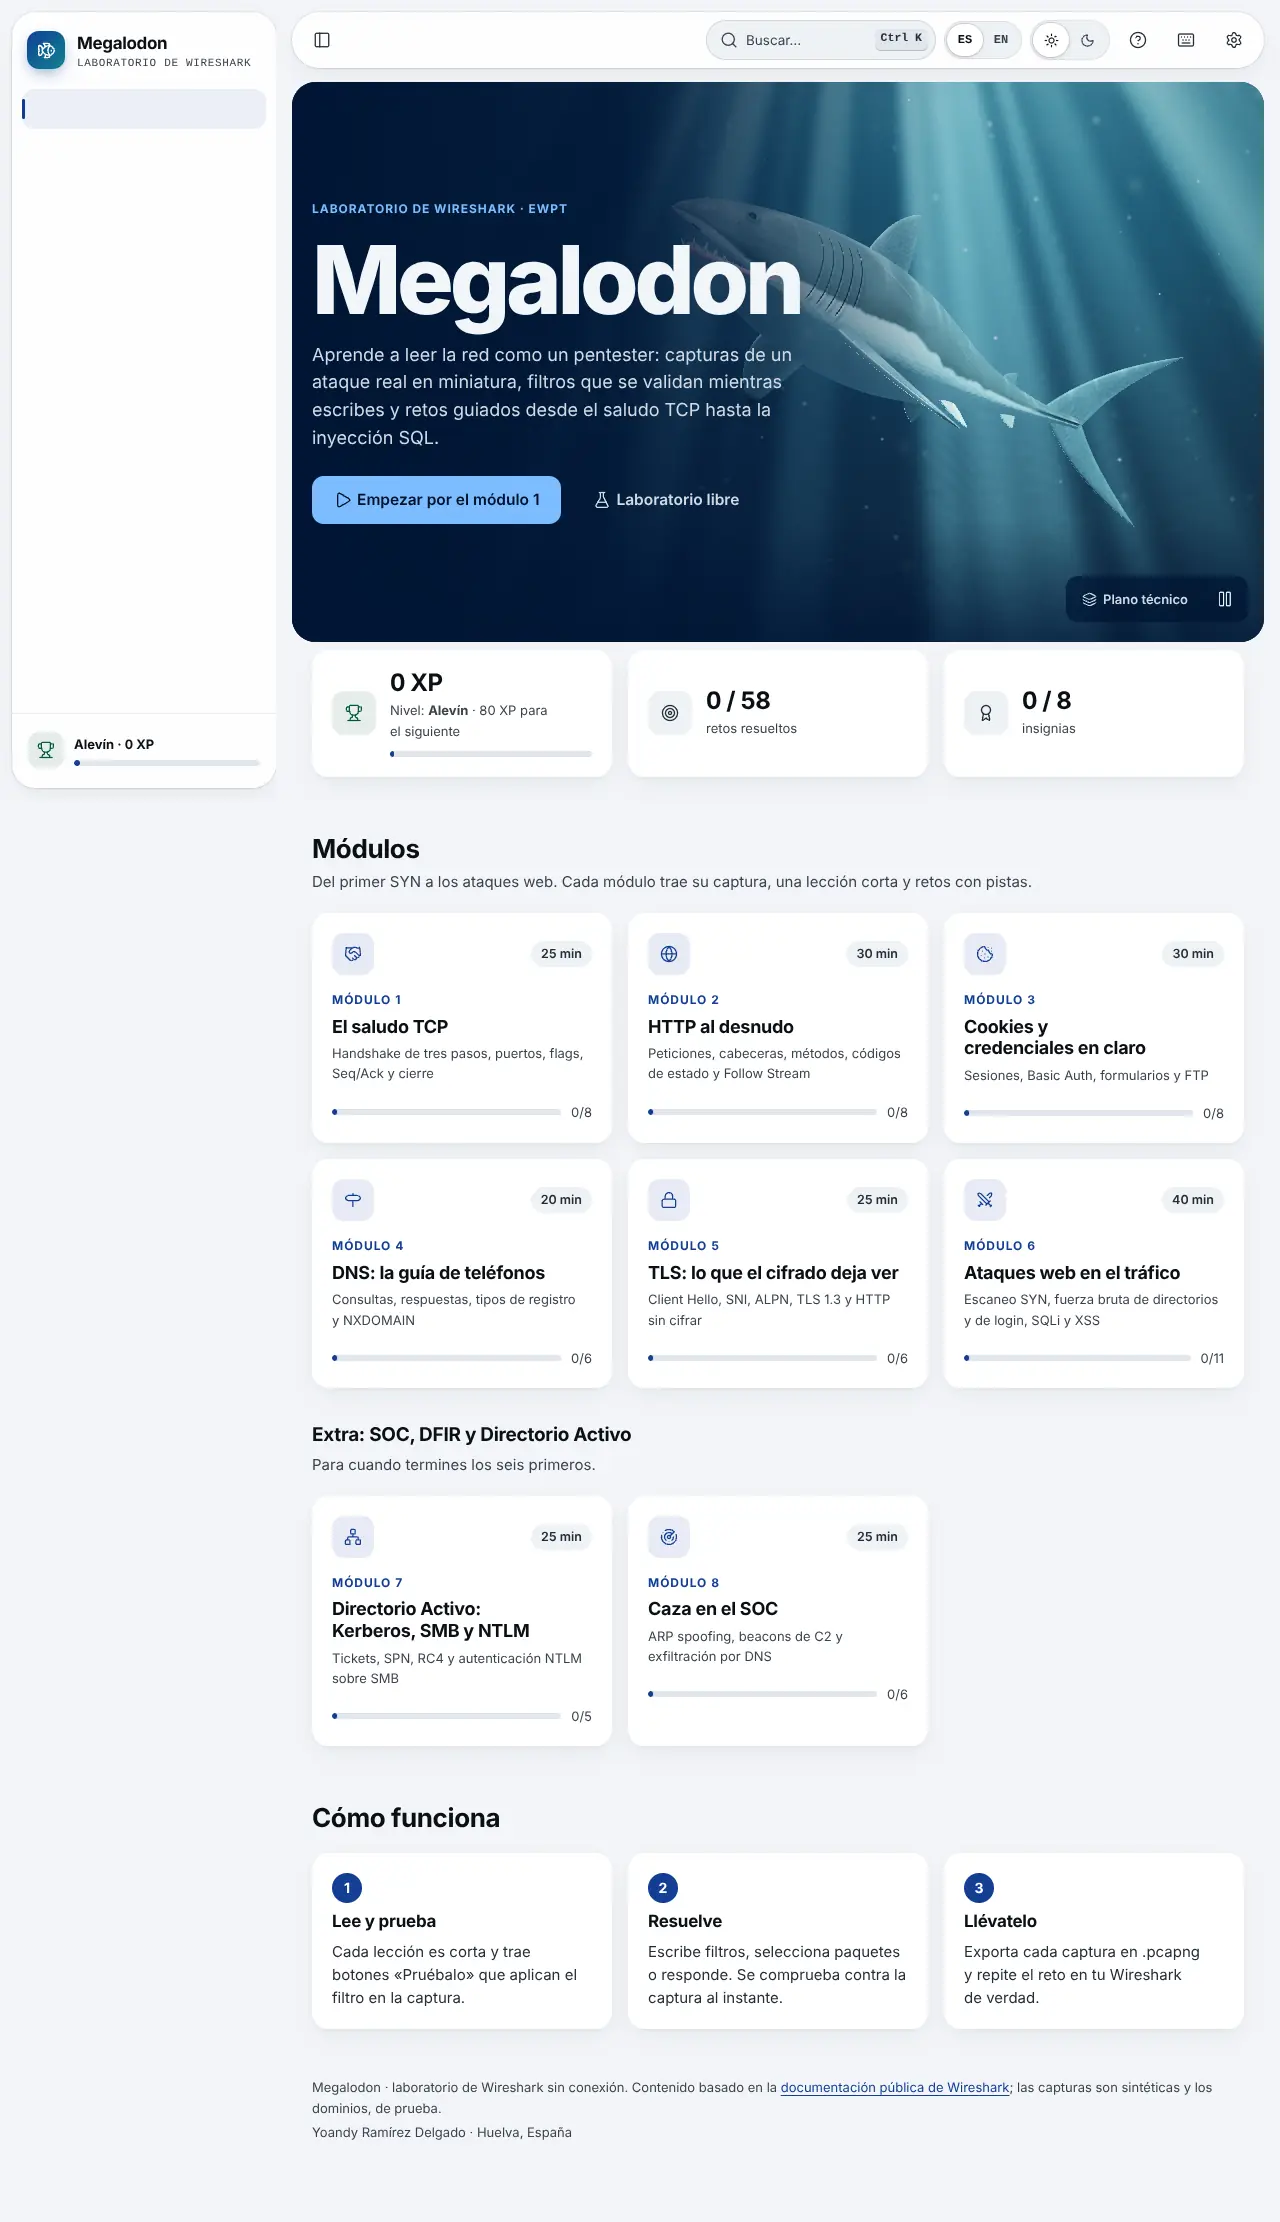 Megalodon
LABORATORIO DE WIRESHARK
Alevín · 0 XP
Buscar...
Ctrl K
ES
EN
LABORATORIO DE WIRESHARK · EWPT
Megalodon
Aprende a leer la red como un pentester: capturas de un
ataque real en miniatura, filtros que se validan mientras
escribes y retos guiados desde el saludo TCP hasta la
inyección SQL.
Empezar por el módulo 1
Laboratorio libre
Plano técnico
0 XP
Nivel: Alevín · 80 XP para
el siguiente
0 / 58
retos resueltos
0 / 8
insignias
Módulos
Del primer SYN a los ataques web. Cada módulo trae su captura, una lección corta y retos con pistas.
25 min
MÓDULO 1
El saludo TCP
Handshake de tres pasos, puertos, flags,
Seq/Ack y cierre
0/8
30 min
MÓDULO 2
HTTP al desnudo
Peticiones, cabeceras, métodos, códigos
de estado y Follow Stream
0/8
30 min
MÓDULO 3
Cookies y
credenciales en claro
Sesiones, Basic Auth, formularios y FTP
0/8
20 min
MÓDULO 4
DNS: la guía de teléfonos
Consultas, respuestas, tipos de registro
y NXDOMAIN
0/6
25 min
MÓDULO 5
TLS: lo que el cifrado deja ver
Client Hello, SNI, ALPN, TLS 1.3 y HTTP
sin cifrar
0/6
40 min
MÓDULO 6
Ataques web en el tráfico
Escaneo SYN, fuerza bruta de directorios
y de login, SQLi y XSS
0/11
Extra: SOC, DFIR y Directorio Activo
Para cuando termines los seis primeros.
25 min
MÓDULO 7
Directorio Activo:
Kerberos, SMB y NTLM
Tickets, SPN, RC4 y autenticación NTLM
sobre SMB
0/5
25 min
MÓDULO 8
Caza en el SOC
ARP spoofing, beacons de C2 y
exfiltración por DNS
0/6
Cómo funciona
1
Lee y prueba
Cada lección es corta y trae
botones «Pruébalo» que aplican el
filtro en la captura.
2
Resuelve
Escribe filtros, selecciona paquetes
o responde. Se comprueba contra la
captura al instante.
3
Llévatelo
Exporta cada captura en .pcapng
y repite el reto en tu Wireshark
de verdad.
Megalodon · laboratorio de Wireshark sin conexión. Contenido basado en la documentación pública de Wireshark; las capturas son sintéticas y los
dominios, de prueba.
Yoandy Ramírez Delgado · Huelva, España